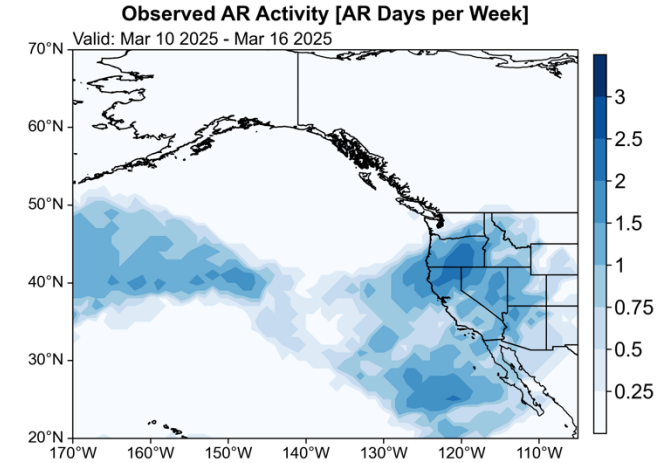 Observed AR Activity [AR Days per Week]
Valid: Mar 10 2025 - Mar 16 2025
70°N
60°N
50°N
40°N
30°N
20°N
170°W 160°W 150°W 140°W 130°W 120°W 110°W
3
2.5
2
1.5
1
0.75
0.5
0.25